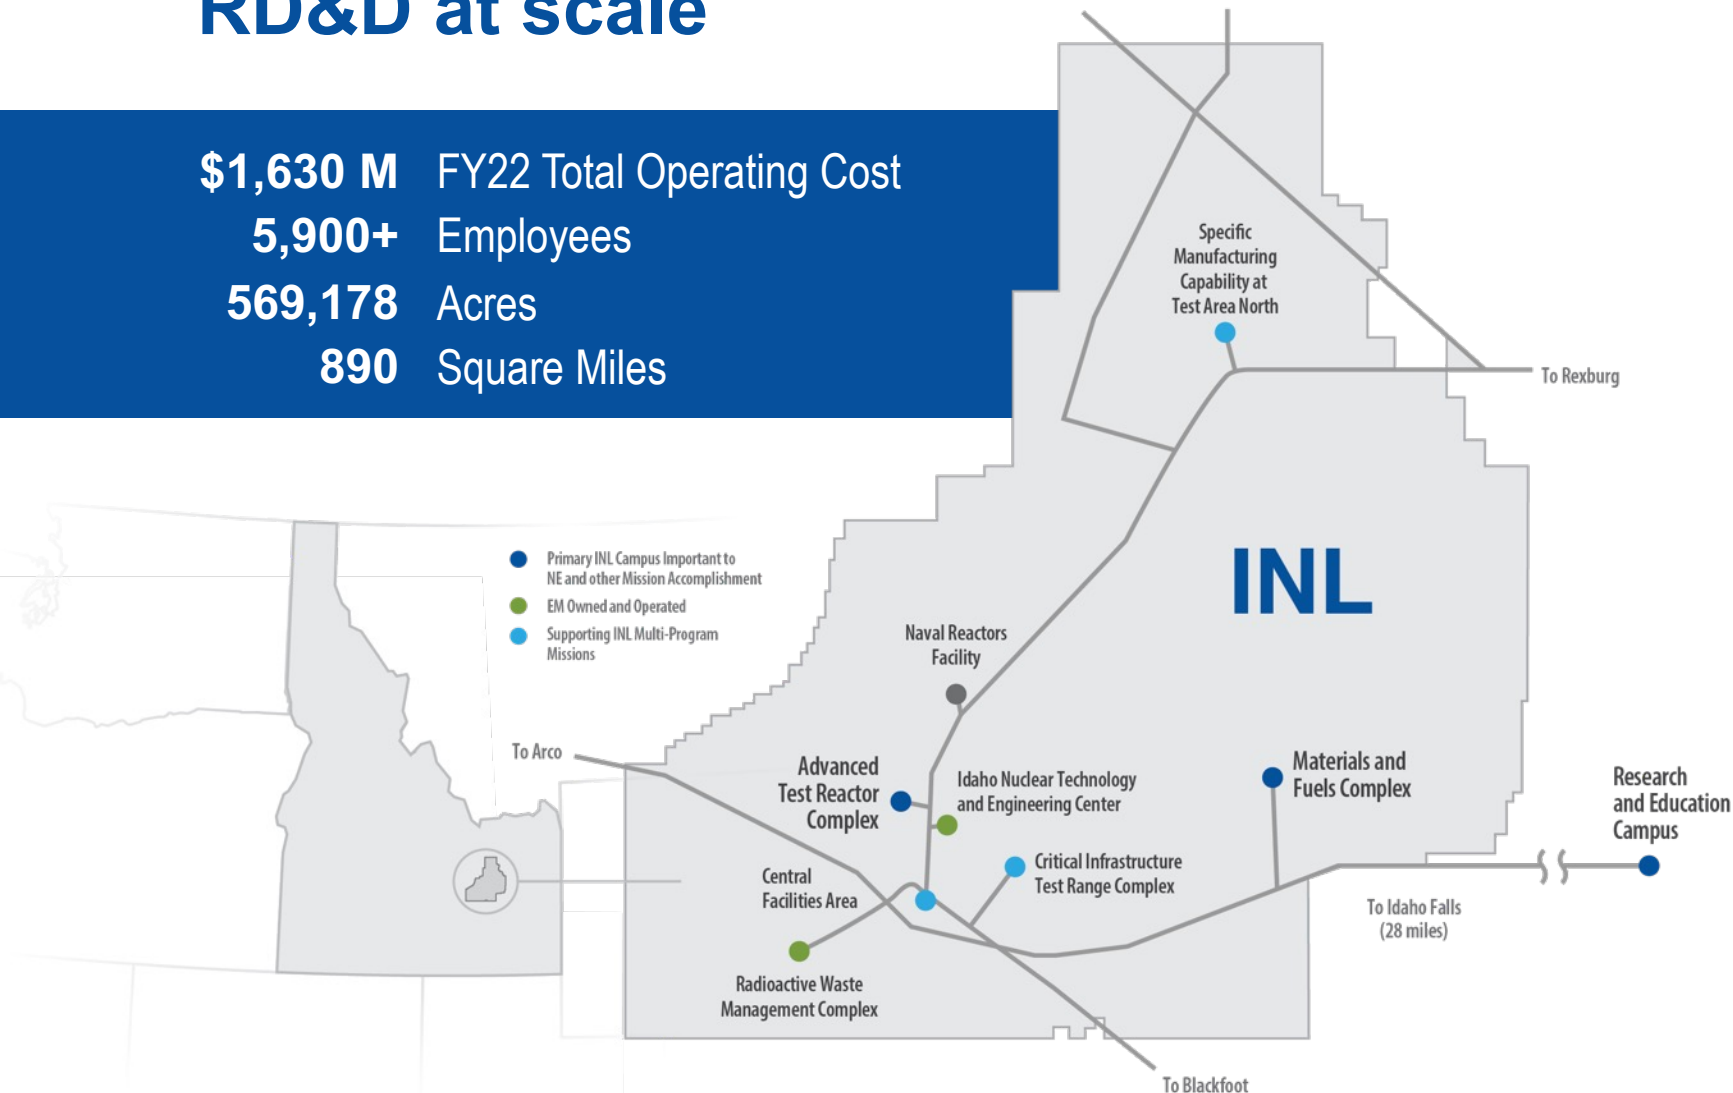 RD&D at scale
$1,630 M FY22 Total Operating Cost
5,900+ Employees
569,178 Acres
890 Square Miles
Specific
Manufacturing
Capability at
Test Area North
To Rexburg
INL
Primary INL Campus Important to
NE and other Mission Accomplishment
EM Owned and Operated
Supporting INL Multi-Program
Missions
Naval Reactors
Facility
To Arco
Advanced
Test Reactor
Complex
Idaho Nuclear Technology
and Engineering Center
Materials and
Fuels Complex
Research
and Education
Campus
Central
Facilities Area
Critical Infrastructure
Test Range Complex
To Idaho Falls
(28 miles)
Radioactive Waste
Management Complex
To Blackfoot